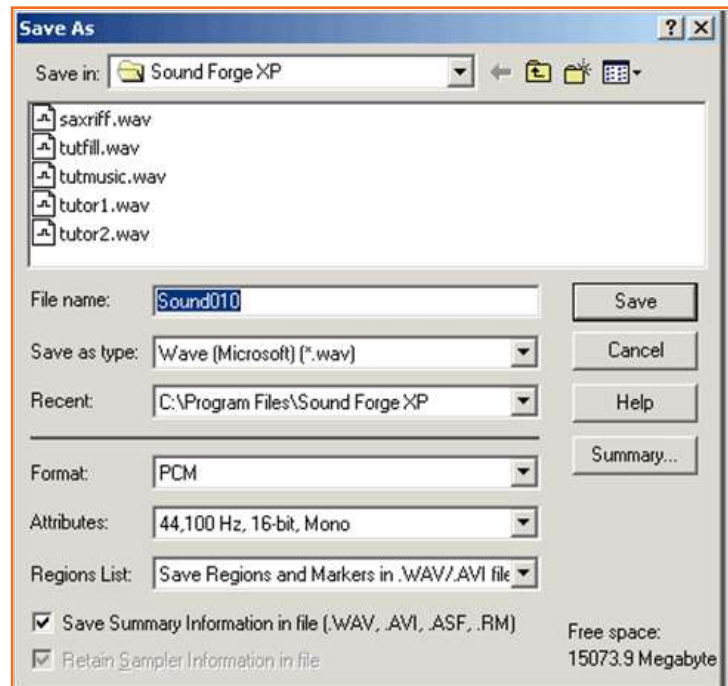 Save As
Save in: Sound Forge XP
saxriff.wav
tutfill.wav
tutmusic.wav
tutor1.wav
tutor2.wav
File name: Sound010 Save
Save as type: Wave (Microsoft) (*.wav) Cancel
Recent: C:\Program Files\Sound Forge XP Help
Summary...
Format: PCM
Attributes: 44,100 Hz, 16-bit, Mono
Regions List: Save Regions and Markers in .WAV/.AVI file
Save Summary Information in file (.WAV, .AVI, .ASF, .RM)
Retain Sampler Information in file
Free space:
15073.9 Megabyte